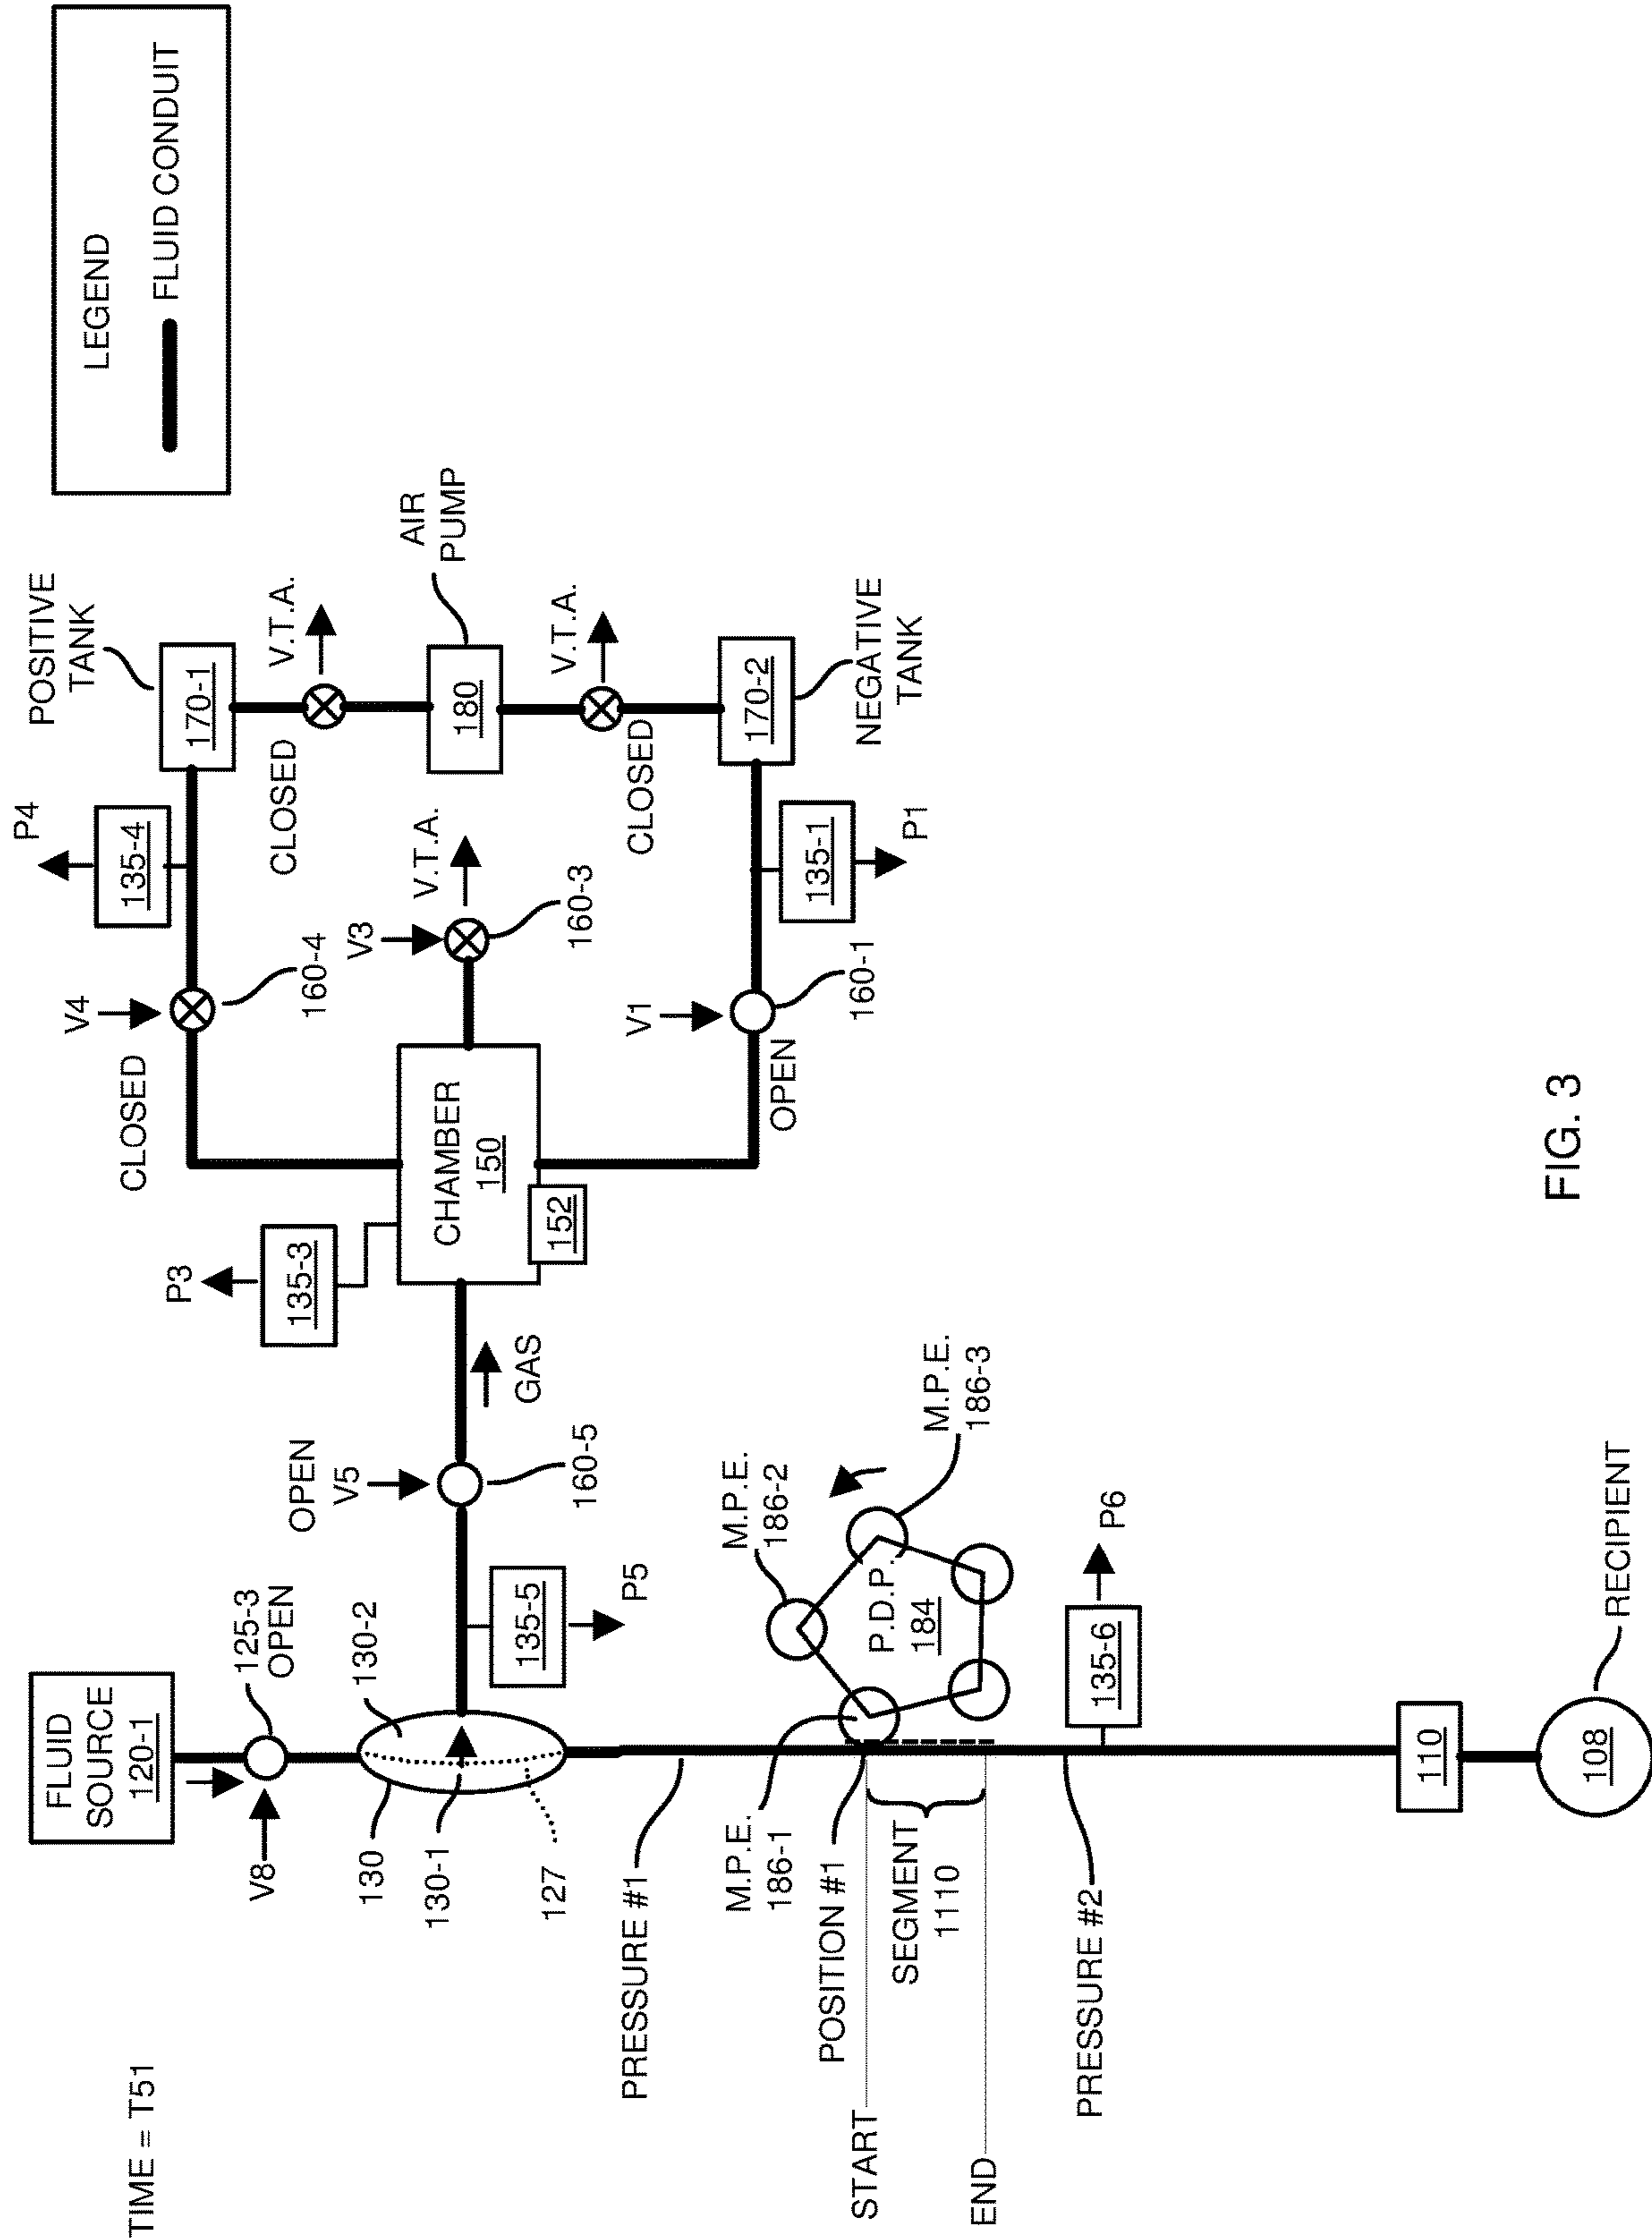 TIME = T51
FLUID
SOURCE
120-1
125-3
OPEN
V8
130
130-1
127
130-2
OPEN
V5
160-5
GAS
135-5
P5
P3
135-3
CHAMBER
150
152
CLOSED
V4
160-4
P4
135-4
V3
160-3
V.T.A.
V1
OPEN
160-1
135-1
P1
POSITIVE
TANK
170-1
V.T.A.
CLOSED
AIR
PUMP
180
V.T.A.
CLOSED
170-2
NEGATIVE
TANK
LEGEND
FLUID CONDUIT
PRESSURE #1
M.P.E.
186-1
POSITION #1
SEGMENT
1110
START
END
PRESSURE #2
M.P.E.
186-2
M.P.E.
186-3
P.D.P.
184
135-6
P6
110
108
RECIPIENT
FIG. 3